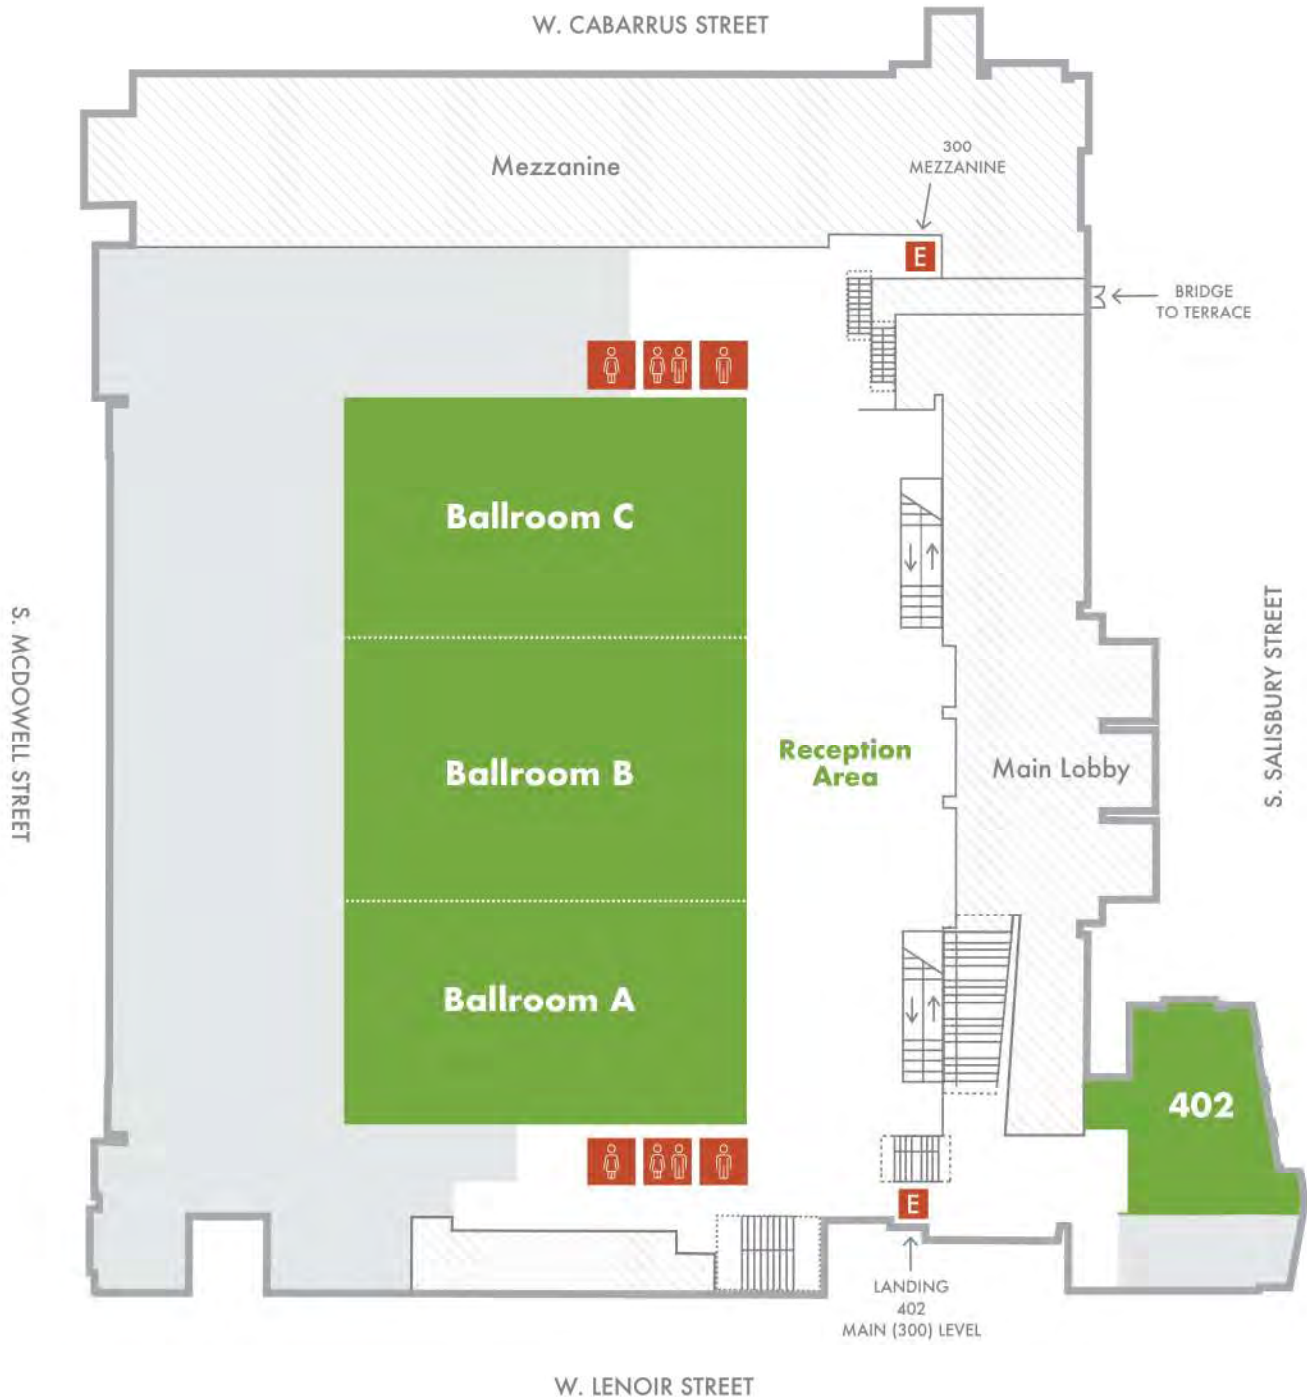 W. CABARRUS STREET
300
MEZZANINE
Mezzanine
E
BRIDGE
TO TERRACE
Ballroom C
S. MCDOWELL STREET
S. SALISBURY STREET
Reception
Area
Ballroom B
Main Lobby
Ballroom A
402
E
LANDING
402
MAIN (300) LEVEL
W. LENOIR STREET